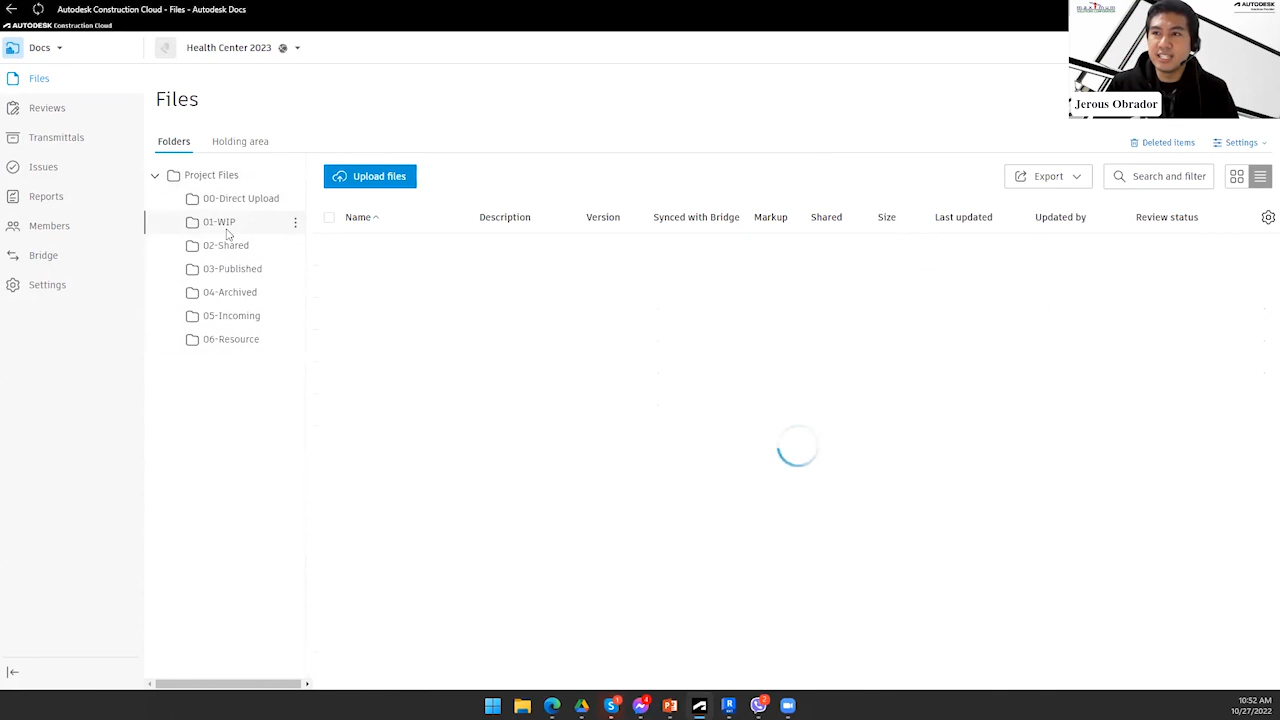 Autodesk Construction Cloud - Files - Autodesk Docs
AUTODESK Construction Cloud
Docs
Health Center 2023
Files
Reviews
Transmittals
Issues
Reports
Members
Bridge
Settings
Files
Folders
Holding area
Deleted items
Settings
Project Files
00-Direct Upload
01-WIP
02-Shared
03-Published
04-Archived
05-Incoming
06-Resource
Upload files
Export
Search and filter
Name
Description
Version
Synced with Bridge
Markup
Shared
Size
Last updated
Updated by
Review status
AUTODESK
Jerous Obrador
1
4
2
10:52 AM
10/27/2022